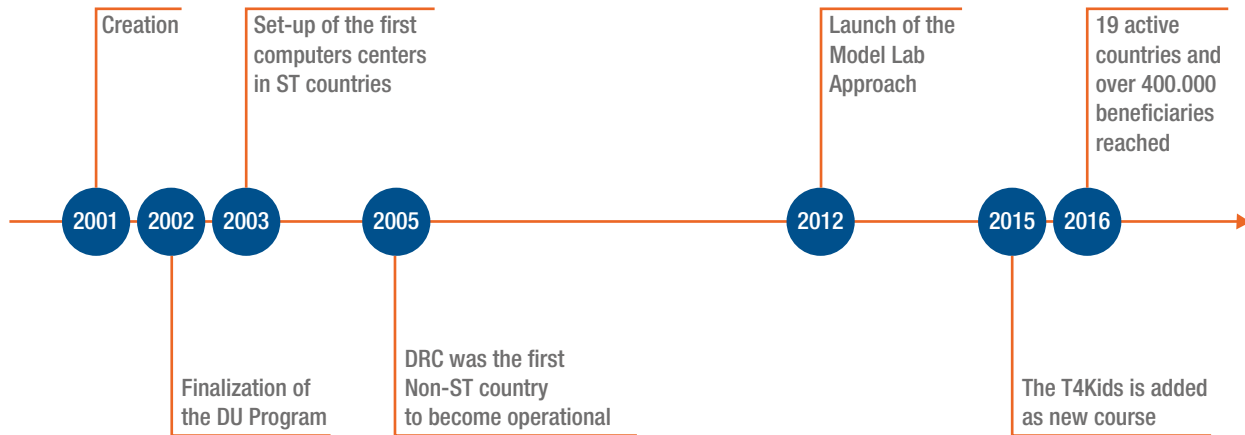 Creation
Set-up of the first
computers centers
in ST countries
Launch of the
Model Lab
Approach
19 active
countries and
over 400.000
beneficiaries
reached
2001
2002
2003
2005
2012
2015
2016
Finalization of
the DU Program
DRC was the first
Non-ST country
to become operational
The T4Kids is added
as new course